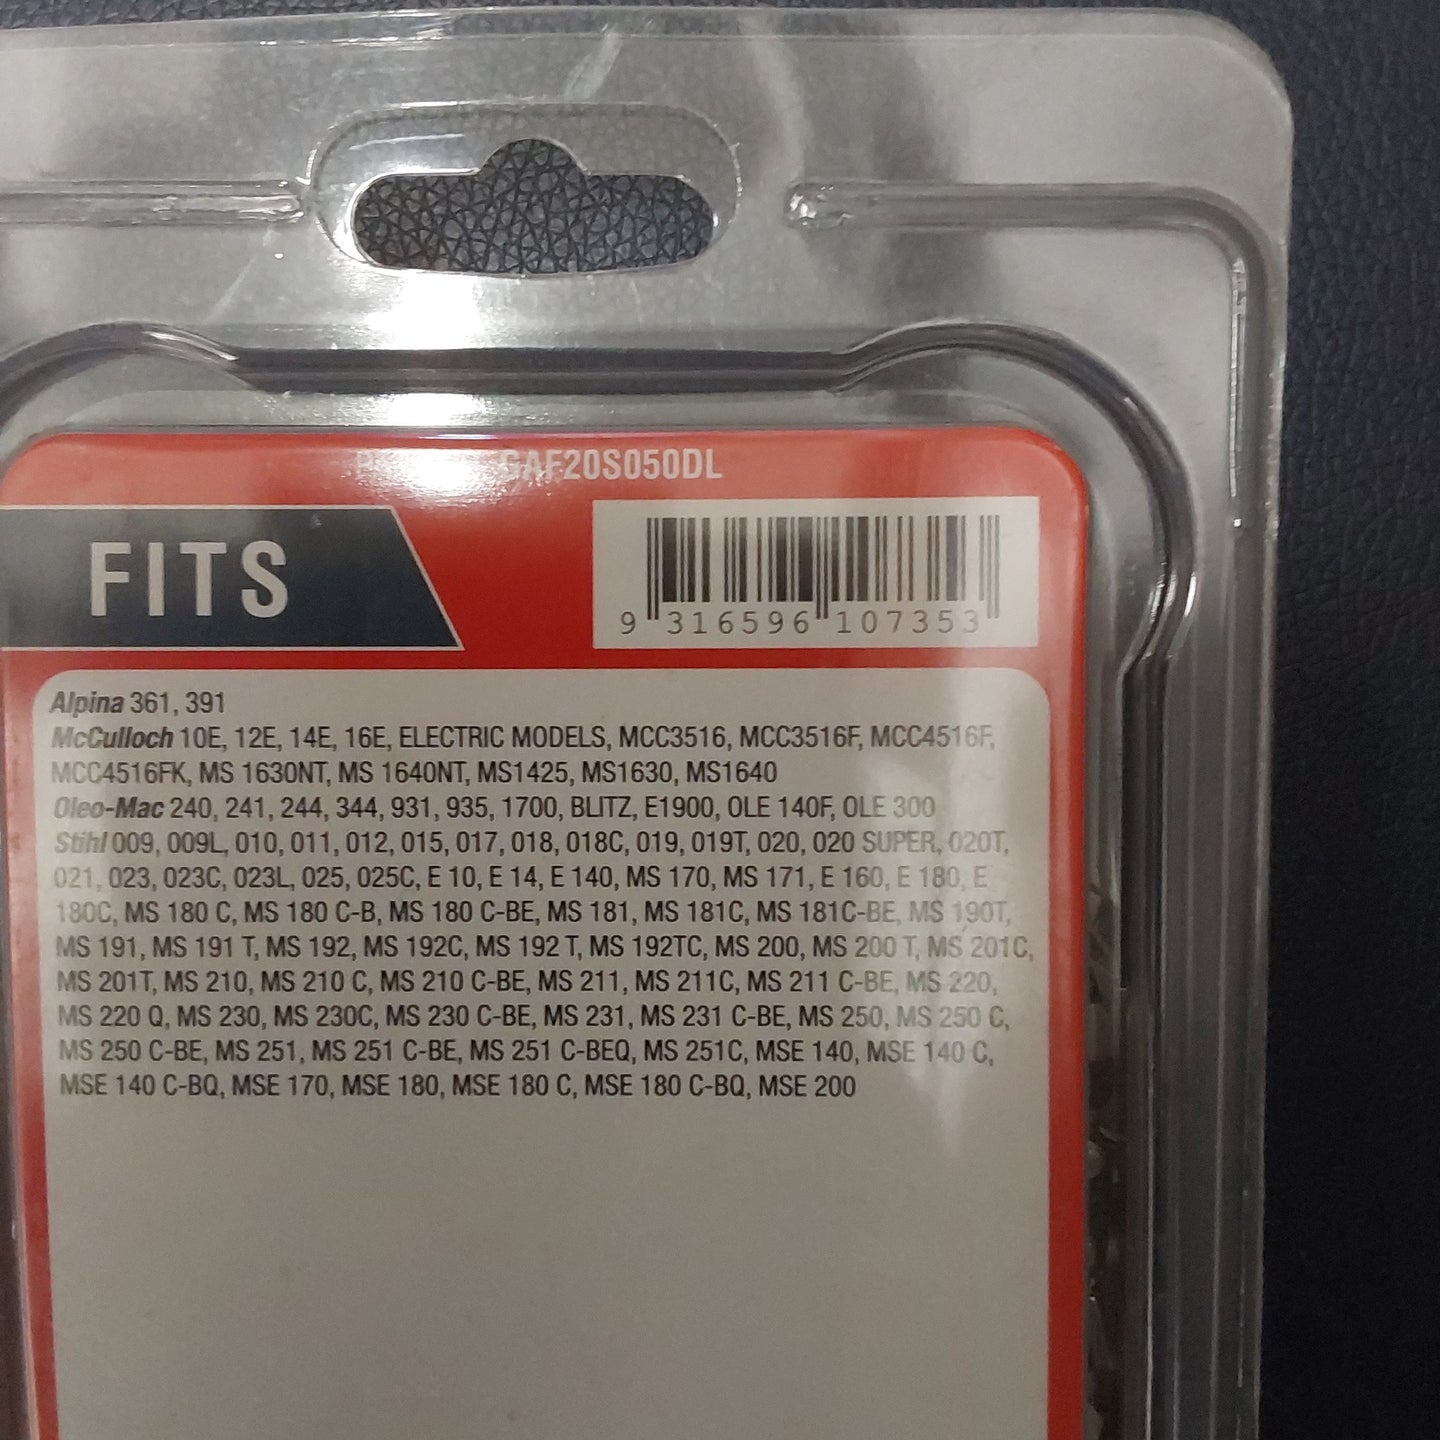 GAF20S050DL
FITS
9 316596 107353
Alpina 361, 391
McCulloch 10E, 12E, 14E, 16E, ELECTRIC MODELS, MCC3516, MCC3516F, MCC4516F,
MCC4516FK, MS 1630NT, MS 1640NT, MS1425, MS1630, MS1640
Oleo-Mac 240, 241, 244, 344, 931, 935, 1700, BLITZ, E1900, OLE 140F, OLE 300
Stihl 009, 009L, 010, 011, 012, 015, 017, 018, 018C, 019, 019T, 020, 020 SUPER, 020T,
021, 023, 023C, 023L, 025, 025C, E 10, E 14, E 140, MS 170, MS 171, E 160, E 180, E
180C, MS 180 C, MS 180 C-B, MS 180 C-BE, MS 181, MS 181C, MS 181C-BE, MS 190T,
MS 191, MS 191 T, MS 192, MS 192C, MS 192 T, MS 192TC, MS 200, MS 200 T, MS 201C,
MS 201T, MS 210, MS 210 C, MS 210 C-BE, MS 211, MS 211C, MS 211 C-BE, MS 220,
MS 220 Q, MS 230, MS 230C, MS 230 C-BE, MS 231, MS 231 C-BE, MS 250, MS 250 C,
MS 250 C-BE, MS 251, MS 251 C-BE, MS 251 C-BEQ, MS 251C, MSE 140, MSE 140 C,
MSE 140 C-BQ, MSE 170, MSE 180, MSE 180 C, MSE 180 C-BQ, MSE 200